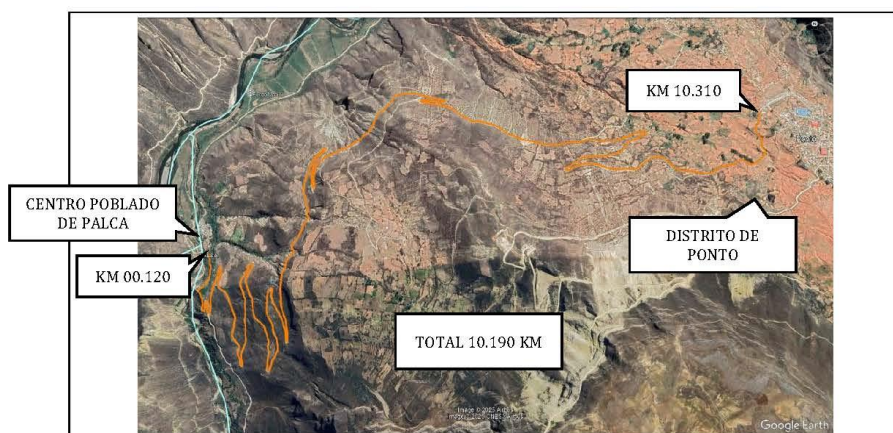 KM 10.310
CENTRO POBLADO
DE PALCA
KM 00.120
DISTRITO DE
PONTO
TOTAL 10.190 KM
Google Earth